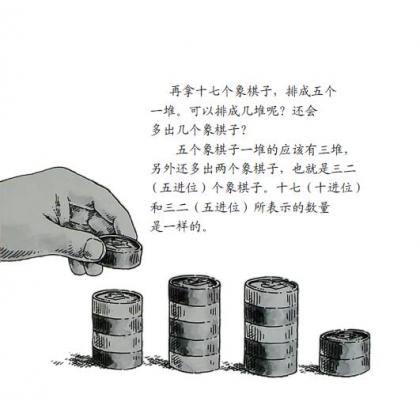 再拿十七个象棋子，排成五个
一堆。可以排成几堆呢？还会
多出几个象棋子？
五个象棋子一堆的应该有三堆，
另外还多出两个象棋子，也就是三二
（五进位）个象棋子。十七（十进位）
和三二（五进位）所表示的数量
是一样的。